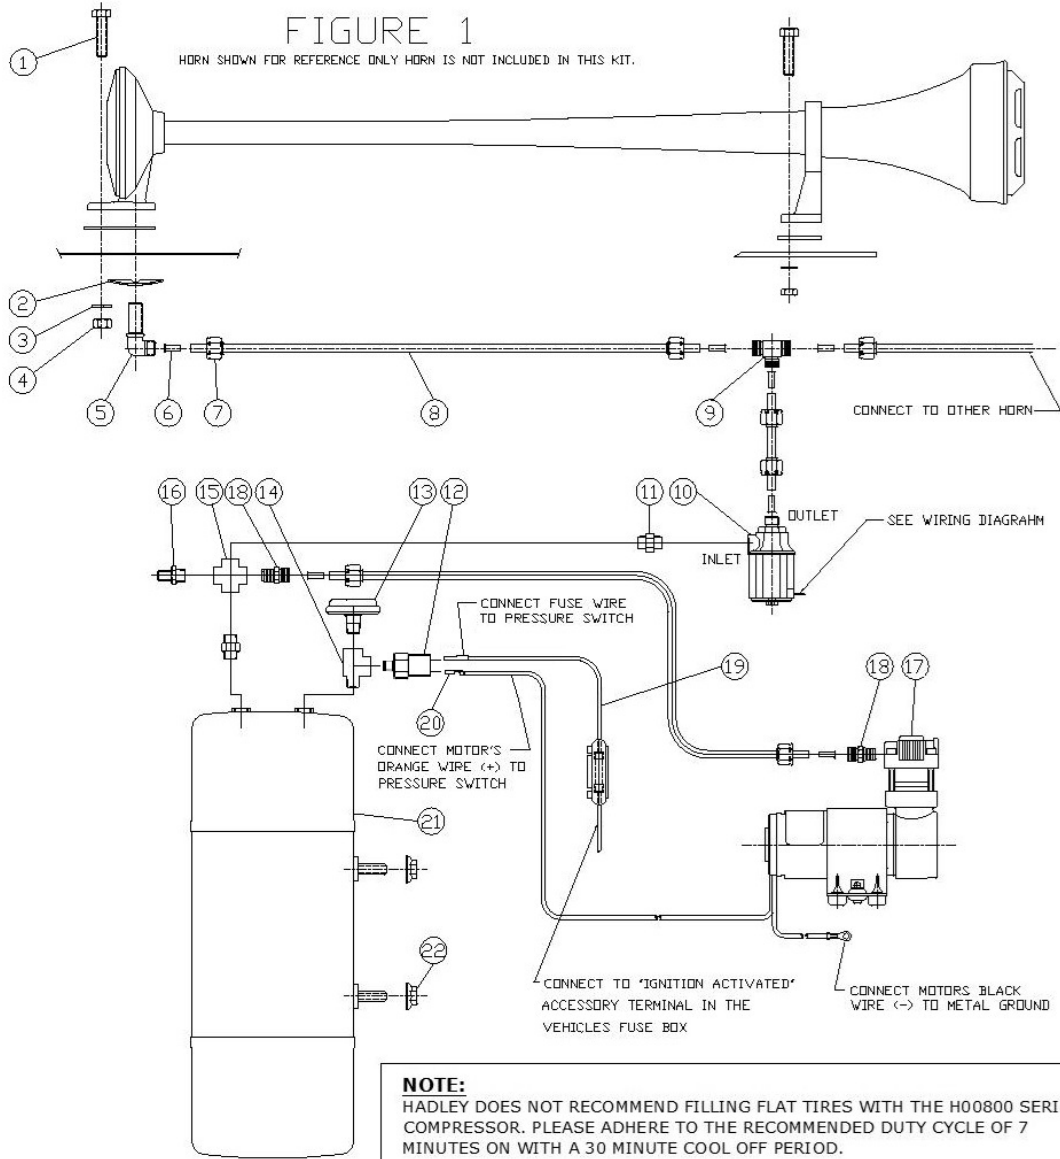 FIGURE 1
HORN SHOWN FOR REFERENCE ONLY HORN IS NOT INCLUDED IN THIS KIT.
1
2
3
4
5
6
7
8
9
CONNECT TO OTHER HORN
16
15
18
14
13
12
11
10
OUTLET
SEE WIRING DIAGRAHM
INLET
CONNECT FUSE WIRE
TO PRESSURE SWITCH
19
18
17
20
CONNECT MOTOR'S
ORANGE WIRE (+) TO
PRESSURE SWITCH
21
22
CONNECT TO "IGNITION ACTIVATED"
ACCESSORY TERMINAL IN THE
VEHICLES FUSE BOX
CONNECT MOTORS BLACK
WIRE (-) TO METAL GROUND
NOTE:
HADLEY DOES NOT RECOMMEND FILLING FLAT TIRES WITH THE H00800 SERI
COMPRESSOR. PLEASE ADHERE TO THE RECOMMENDED DUTY CYCLE OF 7
MINUTES ON WITH A 30 MINUTE COOL OFF PERIOD.